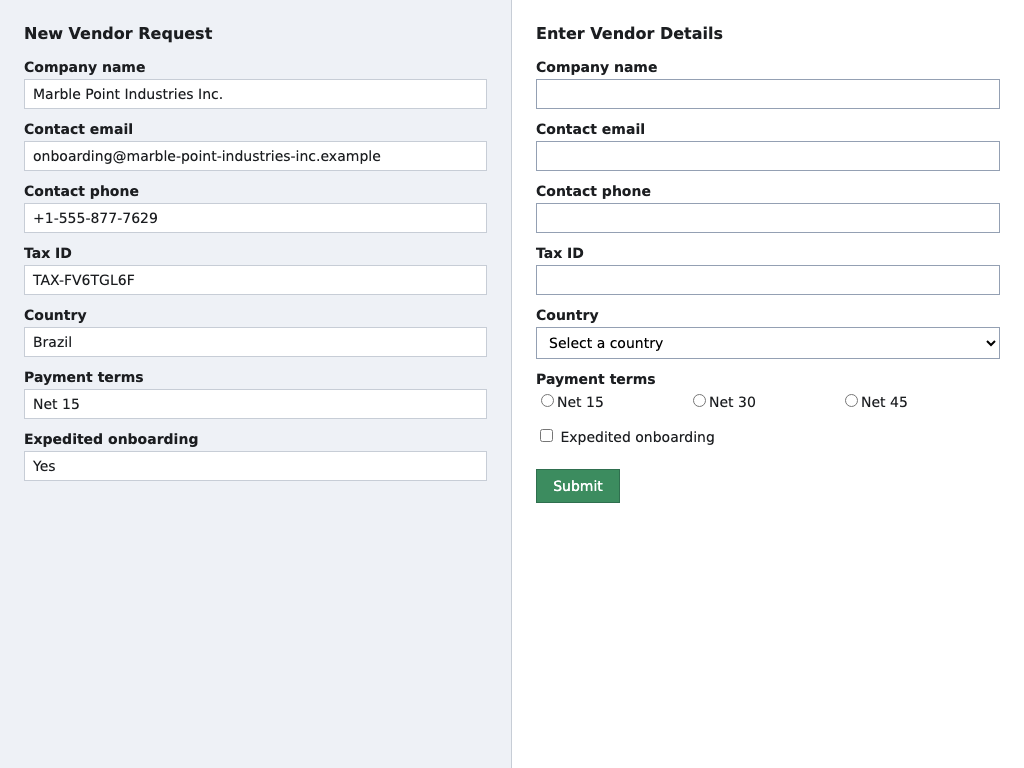 New Vendor Request
Company name
Marble Point Industries Inc.
Contact email
onboarding@marble-point-industries-inc.example
Contact phone
+1-555-877-7629
Tax ID
TAX-FV6TGL6F
Country
Brazil
Payment terms
Net 15
Expedited onboarding
Yes
Enter Vendor Details
Company name
Contact email
Contact phone
Tax ID
Country
Select a country
Payment terms
Net 15 Net 30 Net 45
Expedited onboarding
Submit